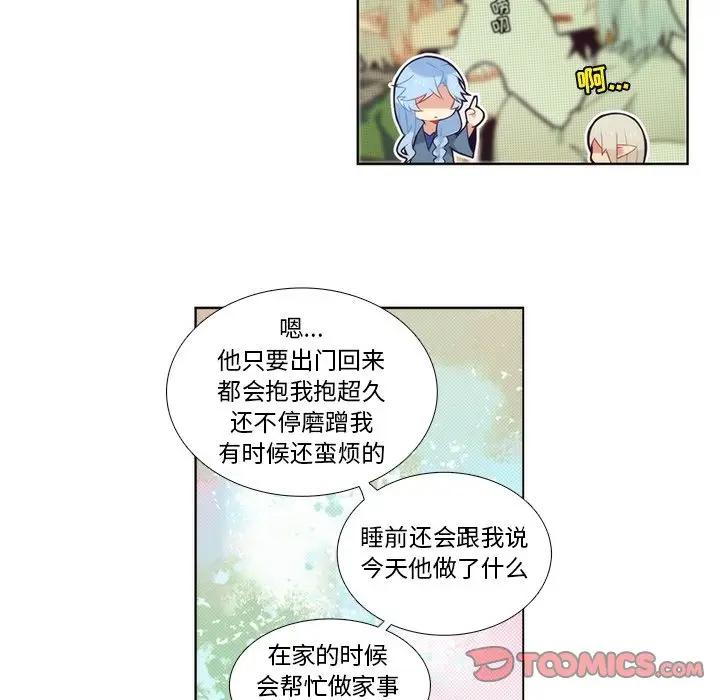 唠
叨
啊...
嗯...
他只要出门回来
都会抱我抱超久
还不停磨蹭我
有时候还蛮烦的
睡前还会跟我说
今天他做了什么
在家的时候
会帮忙做家事
TOOMICS.COM